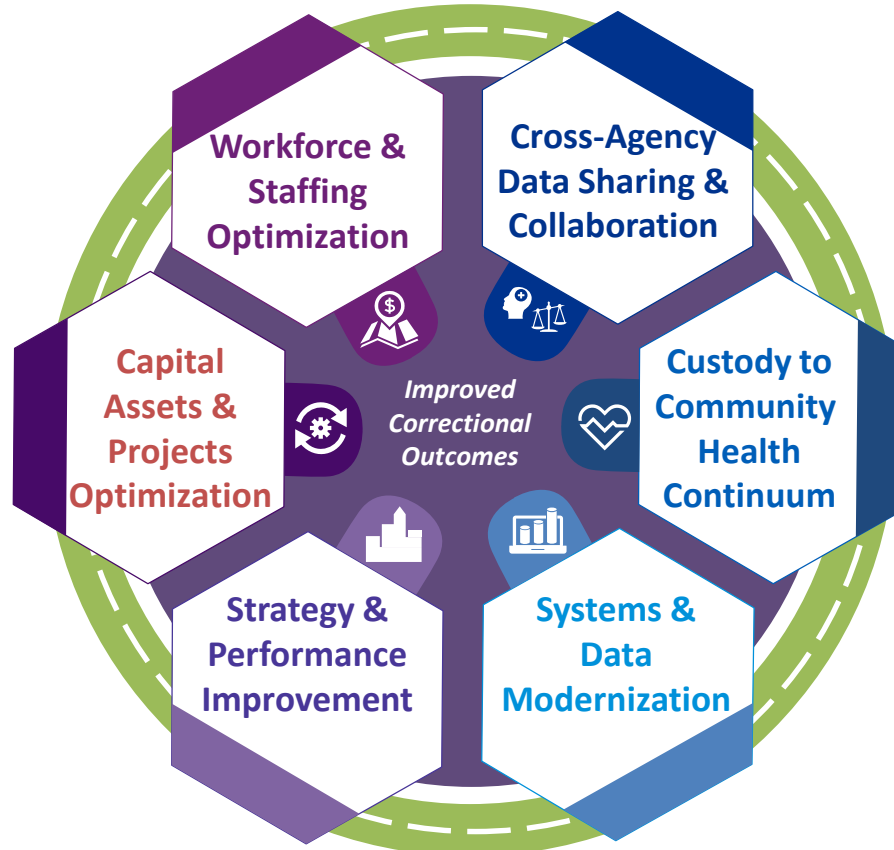 Workforce &
Staffing
Optimization
Cross-Agency
Data Sharing &
Collaboration
Capital
Assets &
Projects
Optimization
Improved
Correctional
Outcomes
Custody to
Community
Health
Continuum
Strategy &
Performance
Improvement
Systems &
Data
Modernization
$